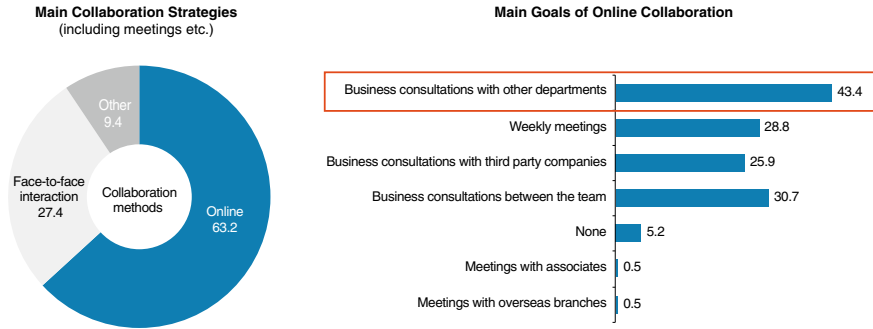 Main Collaboration Strategies
(including meetings etc.)
Other
9.4
Face-to-face
interaction
27.4
Collaboration
methods
Online
63.2
Main Goals of Online Collaboration
Business consultations with other departments
43.4
Weekly meetings
28.8
Business consultations with third party companies
25.9
Business consultations between the team
30.7
None
5.2
Meetings with associates
0.5
Meetings with overseas branches
0.5